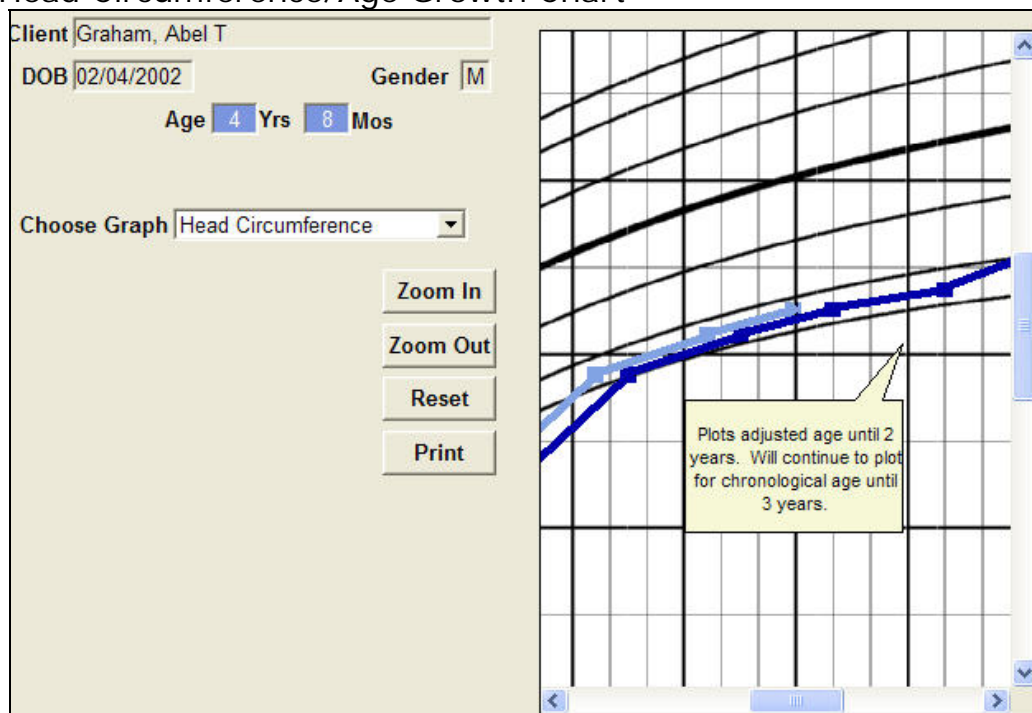 Head Circumference/Age Growth Chart
Client Graham, Abel T
DOB 02/04/2002 Gender M
Age 4 Yrs 8 Mos
Choose Graph Head Circumference
Zoom In
Zoom Out
Reset
Print
Plots adjusted age until 2
years. Will continue to plot
for chronological age until
3 years.